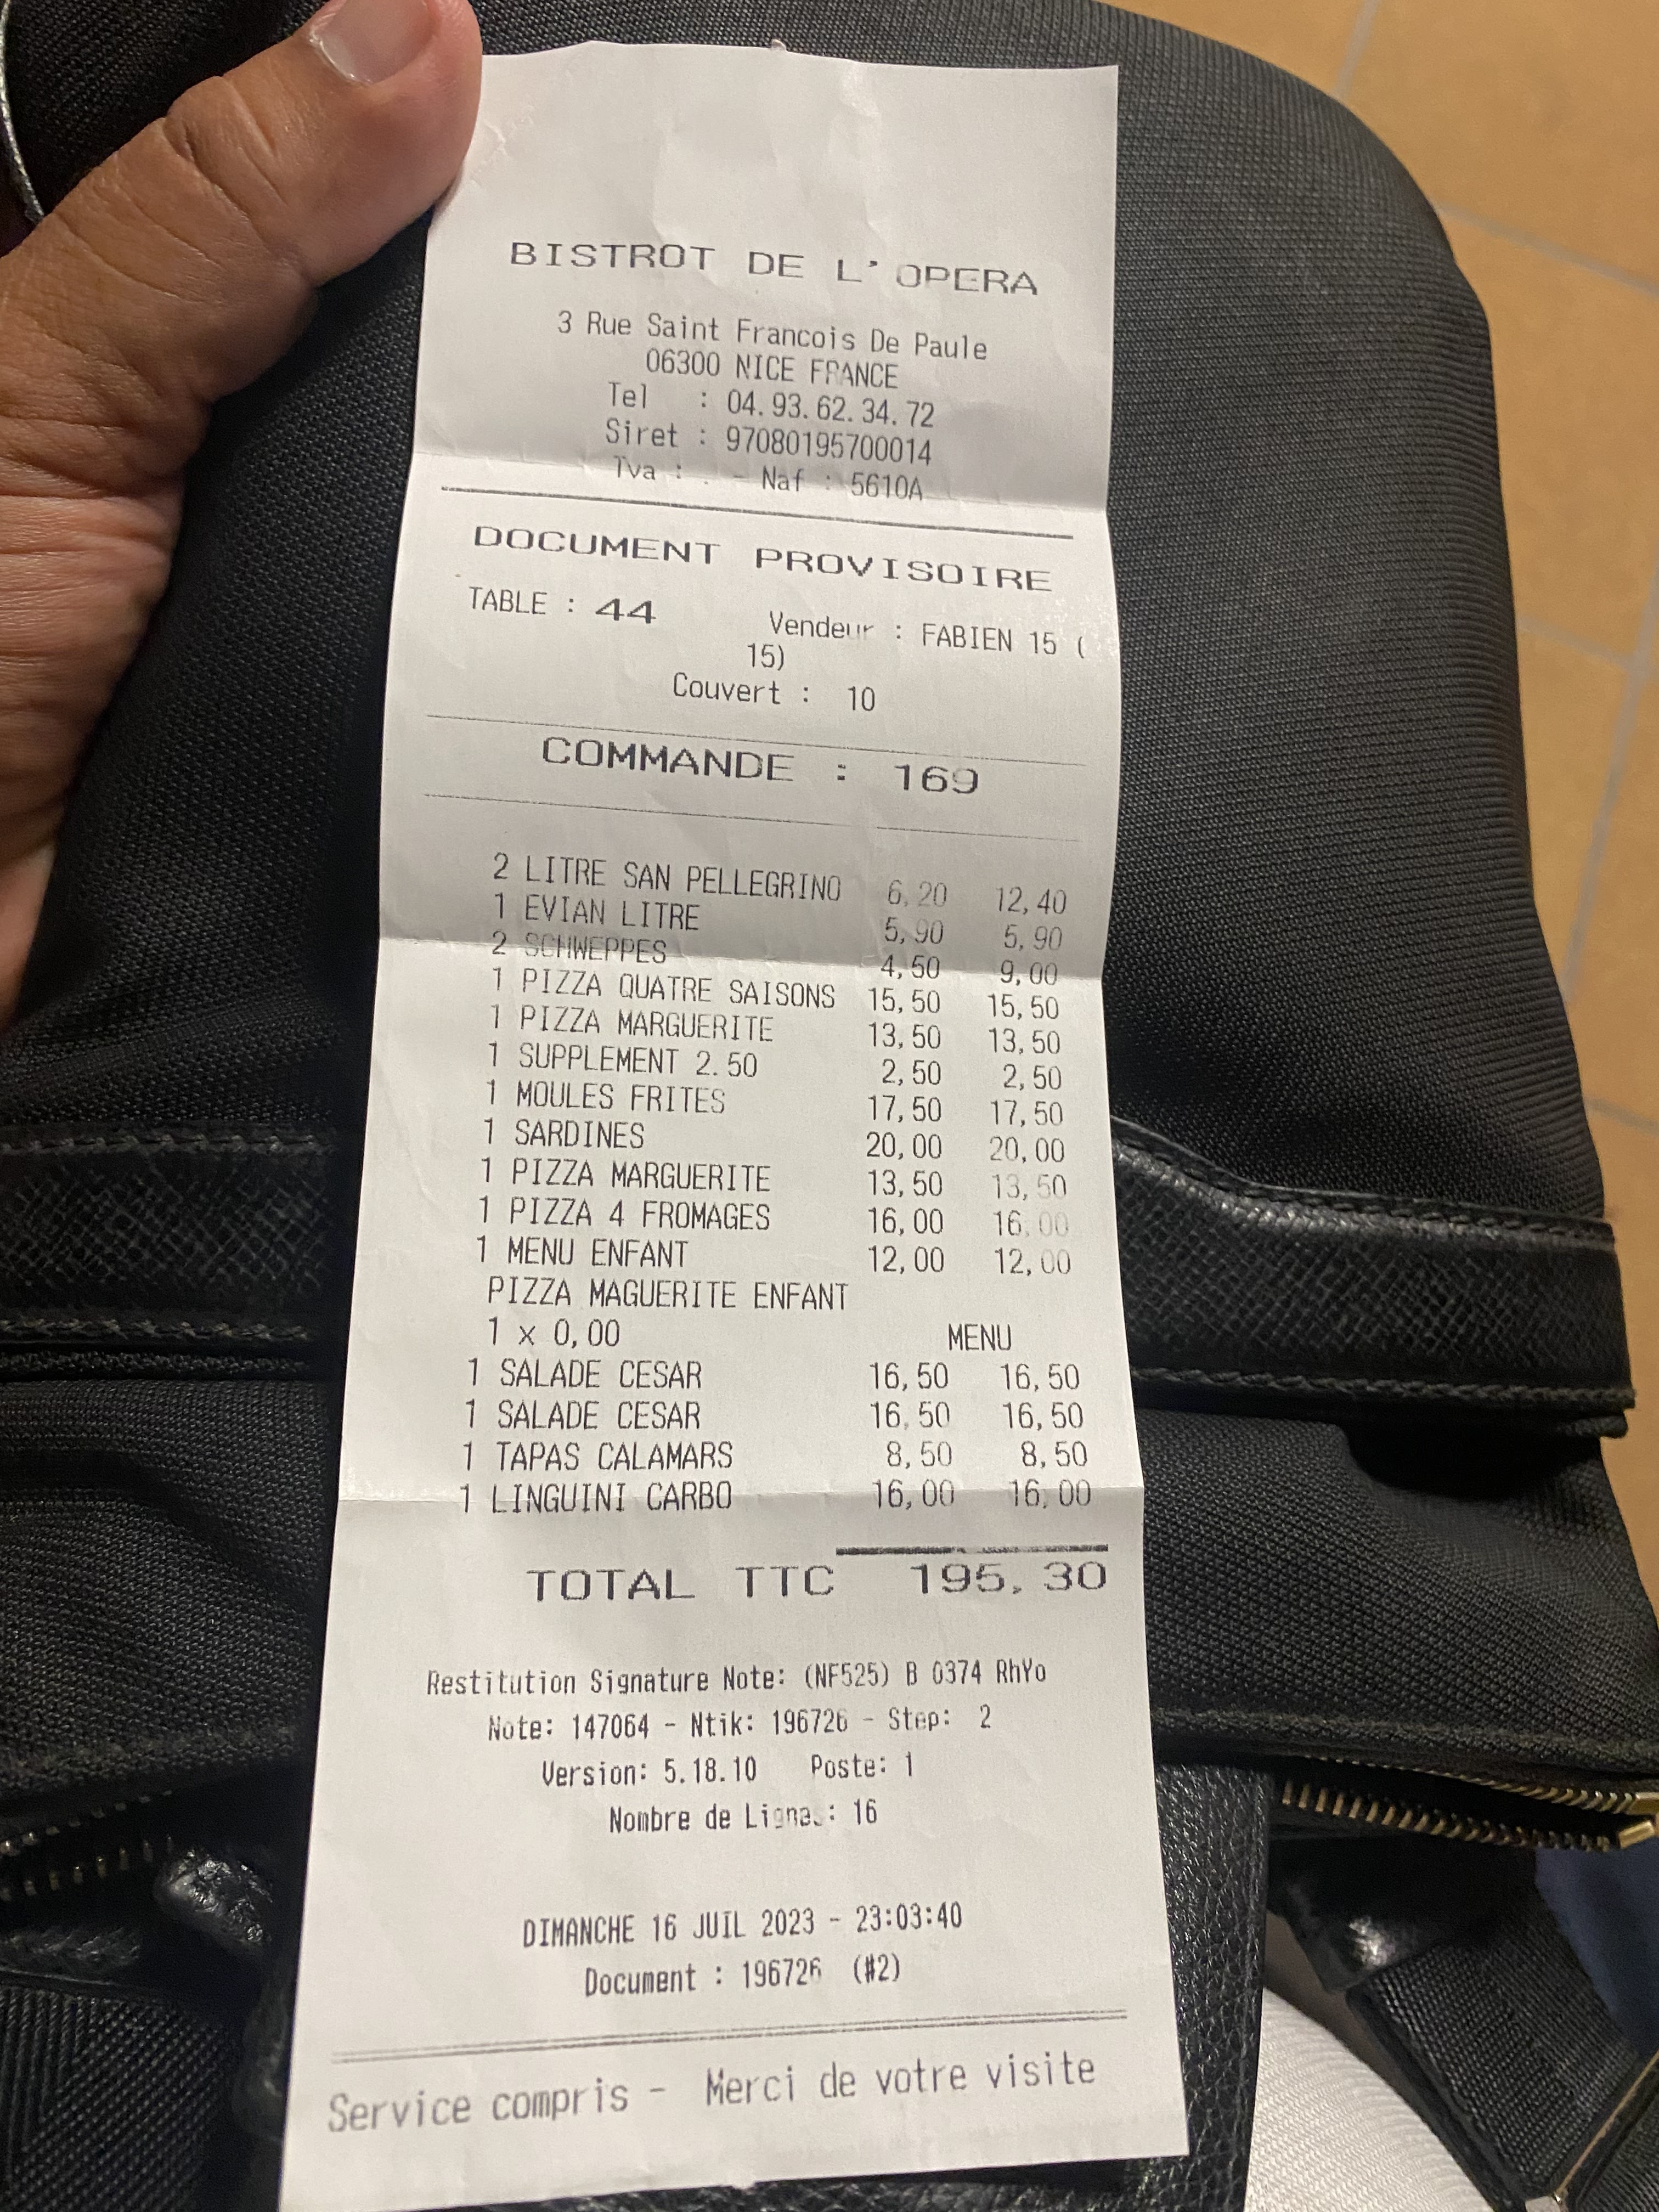 BISTROT DE L'OPERA
3 Rue Saint Francois De Paule
06300 NICE FRANCE
Tel : 04.93.62.34.72
Siret : 97080195700014
Tva : . - Naf : 5610A
DOCUMENT PROVISOIRE
TABLE : 44 Vendeur : FABIEN 15 (
15)
Couvert : 10
COMMANDE : 169
2 LITRE SAN PELLEGRINO 6,20 12,40
1 EVIAN LITRE 5,90 5,90
2 SCHWEPPES 4,50 9,00
1 PIZZA QUATRE SAISONS 15,50 15,50
1 PIZZA MARGUERITE 13,50 13,50
1 SUPPLEMENT 2.50 2,50 2,50
1 MOULES FRITES 17,50 17,50
1 SARDINES 20,00 20,00
1 PIZZA MARGUERITE 13,50 13,50
1 PIZZA 4 FROMAGES 16,00 16,00
1 MENU ENFANT 12,00 12,00
PIZZA MAGUERITE ENFANT
1 x 0,00 MENU
1 SALADE CESAR 16,50 16,50
1 SALADE CESAR 16,50 16,50
1 TAPAS CALAMARS 8,50 8,50
1 LINGUINI CARBO 16,00 16,00
TOTAL TTC 195,30
Restitution Signature Note: (NF525) B 0374 RhYo
Note: 147064 - Ntik: 196726 - Step: 2
Version: 5.18.10 Poste: 1
Nombre de Ligne.: 16
DIMANCHE 16 JUIL 2023 - 23:03:40
Document : 196726 (#2)
Service compris - Merci de votre visite